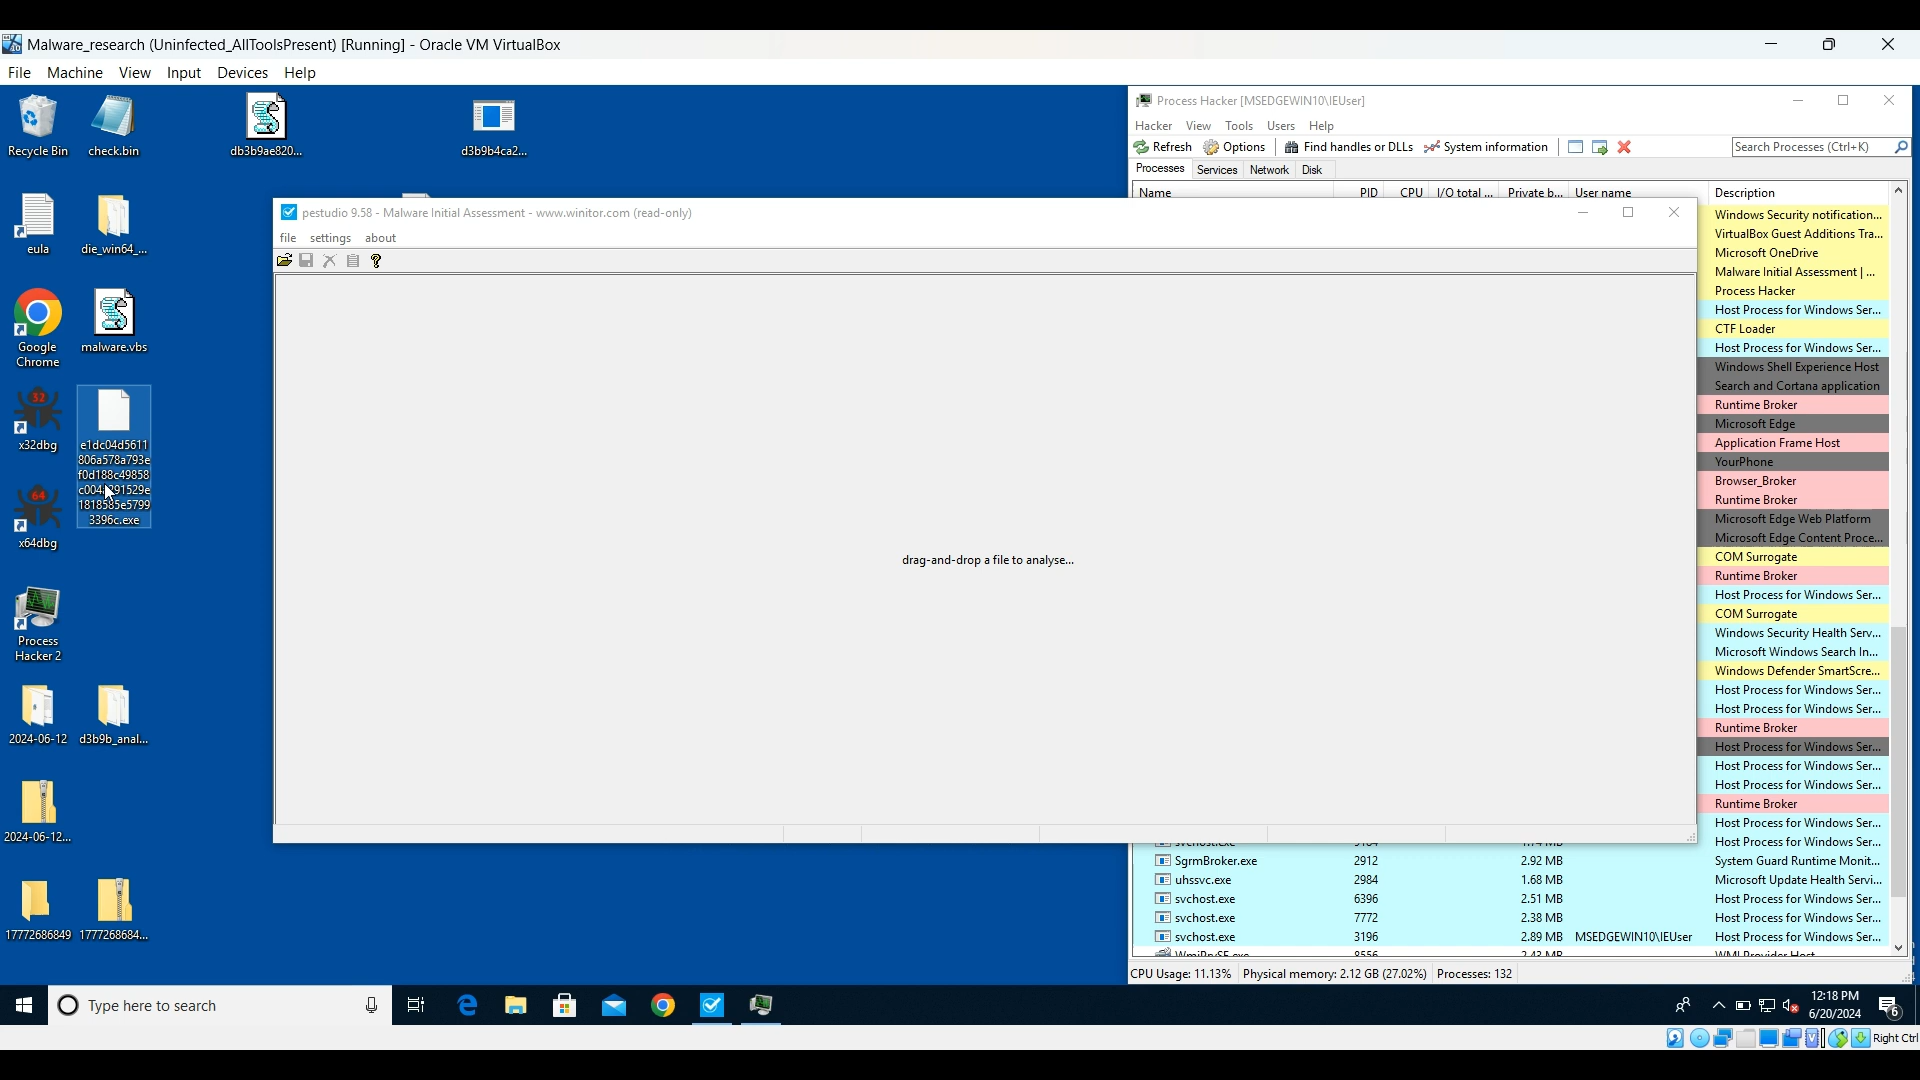 Malware_research (Uninfected_AllToolsPresent) [Running] - Oracle VM VirtualBox
File Machine View Input Devices Help
Recycle Bin
check.bin
db3b9ae820...
d3b9b4ca2...
eula
die_win64_...
Google
Chrome
malware.vbs
32
x32dbg
e1dc04d5611
806a578a793e
f0d188c49858
1818585e5799
3396c.exe
64
x64dbg
Process
Hacker 2
2024-06-12
d3b9b_anal...
2024-06-12...
17772686849
1777268684...
pestudio 9.58 - Malware Initial Assessment - www.winitor.com (read-only)
file settings about
drag-and-drop a file to analyse...
Process Hacker [MSEDGEWIN10\IEUser]
Hacker View Tools Users Help
Refresh Options Find handles or DLLs System information Search Processes (Ctrl+K)
Processes Services Network Disk
Name PID CPU I/O total ... Private b... User name Description
Windows Security notification...
VirtualBox Guest Additions Tra...
Microsoft OneDrive
Malware Initial Assessment | ...
Process Hacker
Host Process for Windows Ser...
CTF Loader
Host Process for Windows Ser...
Windows Shell Experience Host
Search and Cortana application
Runtime Broker
Microsoft Edge
Application Frame Host
YourPhone
Browser_Broker
Runtime Broker
Microsoft Edge Web Platform
Microsoft Edge Content Proce...
COM Surrogate
Runtime Broker
Host Process for Windows Ser...
COM Surrogate
Windows Security Health Serv...
Microsoft Windows Search In...
Windows Defender SmartScre...
Host Process for Windows Ser...
Host Process for Windows Ser...
Runtime Broker
Host Process for Windows Ser...
Host Process for Windows Ser...
Host Process for Windows Ser...
Runtime Broker
Host Process for Windows Ser...
Host Process for Windows Ser...
SgrmBroker.exe 2912 2.92 MB System Guard Runtime Monit...
uhssvc.exe 2984 1.68 MB Microsoft Update Health Servi...
svchost.exe 6396 2.51 MB Host Process for Windows Ser...
svchost.exe 7772 2.38 MB Host Process for Windows Ser...
svchost.exe 3196 2.89 MB MSEDGEWIN10\IEUser Host Process for Windows Ser...
CPU Usage: 11.13% Physical memory: 2.12 GB (27.02%) Processes: 132
Type here to search
12:18 PM
6/20/2024
6
Right Ctrl